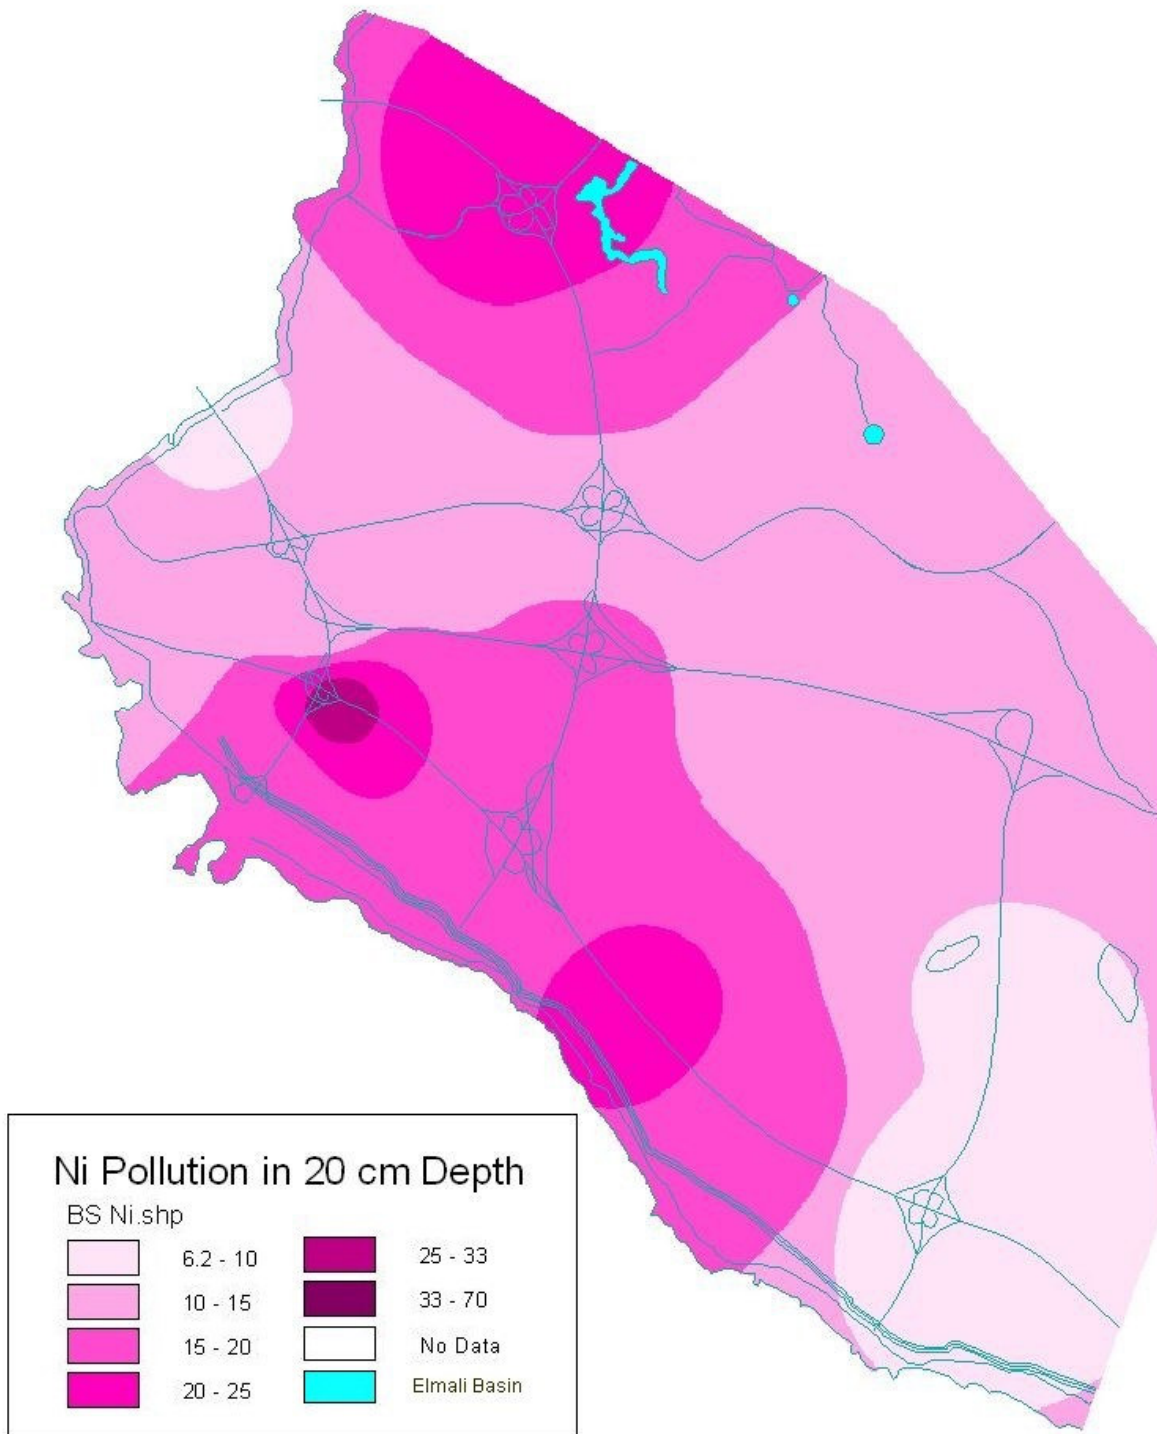 Ni Pollution in 20 cm Depth
BS Ni.shp
6.2 - 10
10 - 15
15 - 20
20 - 25
25 - 33
33 - 70
No Data
Elmali Basin